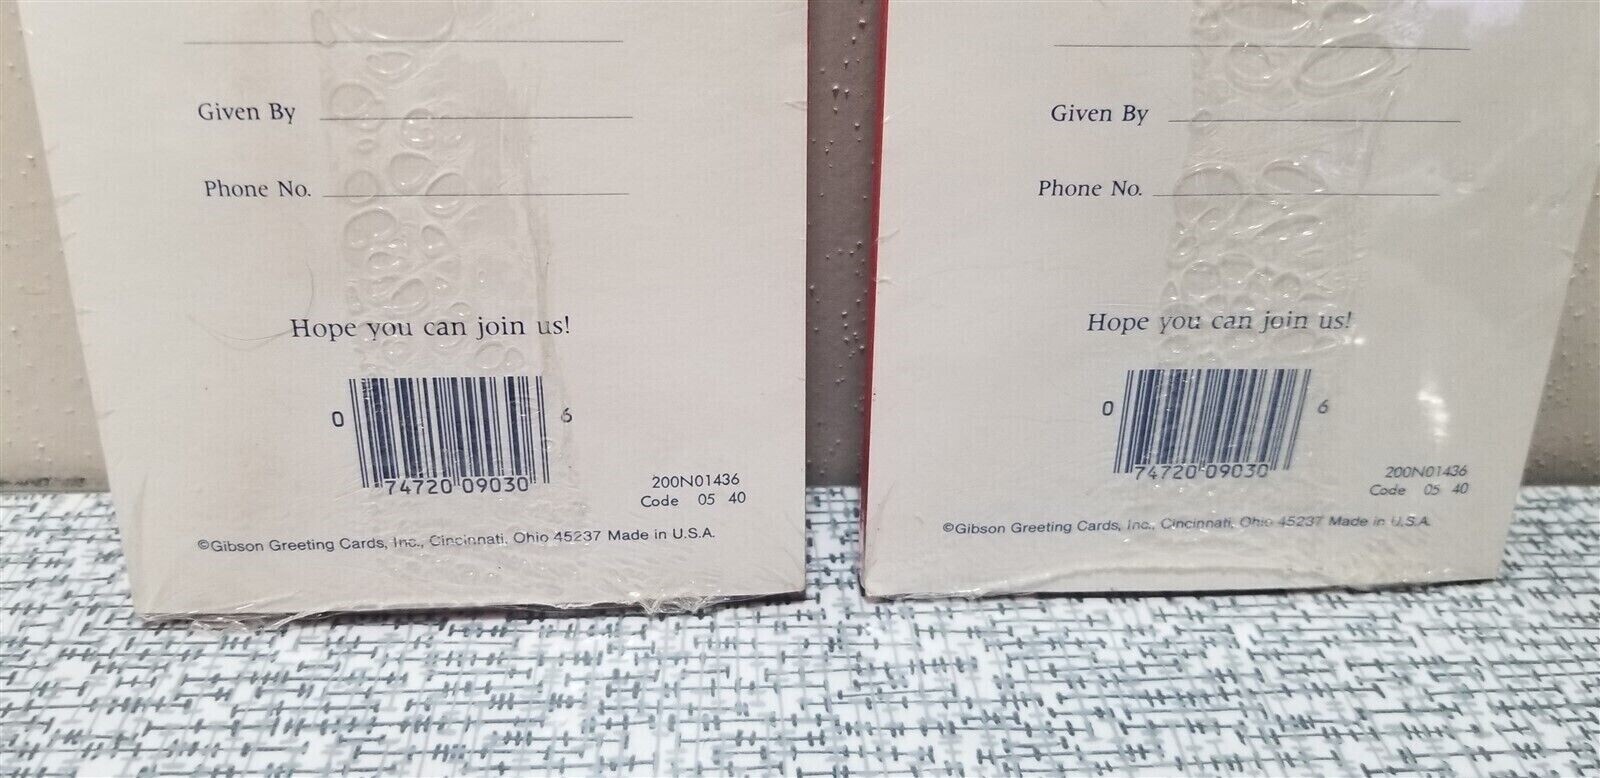 Given By
Phone No.
Hope you can join us!
0 74720 09030 6
200N01436
Code 05 40
©Gibson Greeting Cards, Inc., Cincinnati, Ohio 45237 Made in U.S.A.
Given By
Phone No.
Hope you can join us!
0 74720 09030 6
200N01436
Code 05 40
©Gibson Greeting Cards, Inc., Cincinnati, Ohio 45237 Made in U.S.A.